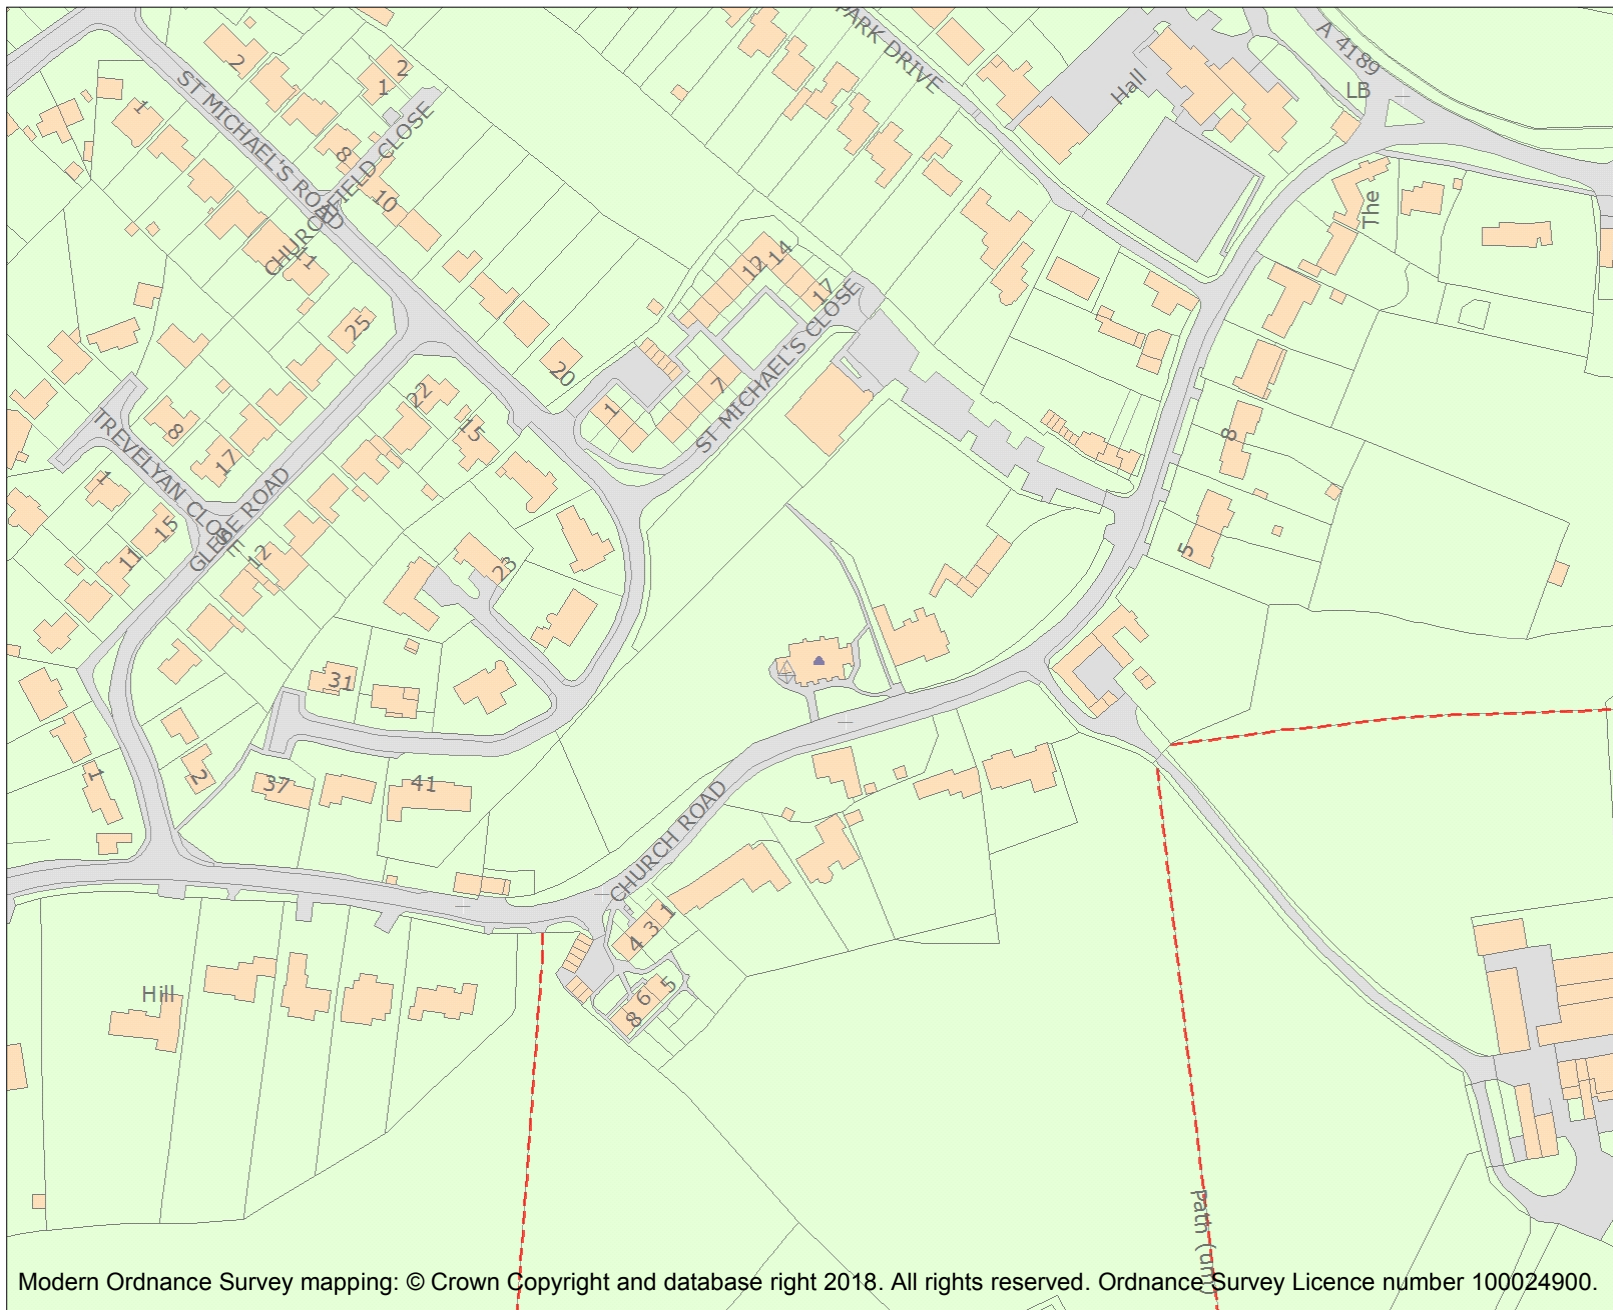 PARK DRIVE
A 4189
LB
Hall
2
2
1
ST MICHAEL'S ROAD
1
CHURCHFIELD CLOSE
8
10
11
The
14
12
17
25
20
ST MICHAEL'S CLOSE
7
1
22
15
8
TREVELYAN CLOSE
8
17
1
15
GLEBE ROAD
11
12
5
23
31
1
2
37
41
CHURCH ROAD
1
3
4
5
6
8
Hill
Path (um)
Modern Ordnance Survey mapping: © Crown Copyright and database right 2018. All rights reserved. Ordnance Survey Licence number 100024900.